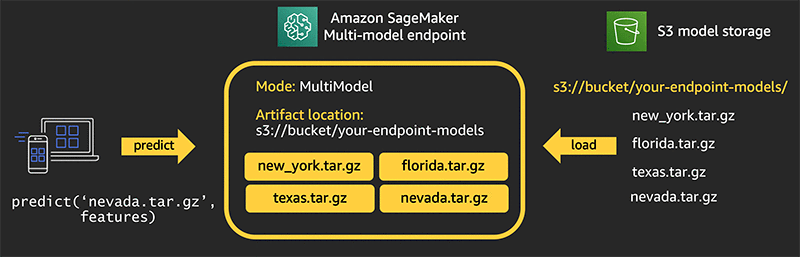 Amazon SageMaker
Multi-model endpoint
S3 model storage
Mode: MultiModel
Artifact location:
s3://bucket/your-endpoint-models
new_york.tar.gz
florida.tar.gz
texas.tar.gz
nevada.tar.gz
predict
predict(‘nevada.tar.gz’,
features)
load
s3://bucket/your-endpoint-models/
new_york.tar.gz
florida.tar.gz
texas.tar.gz
nevada.tar.gz